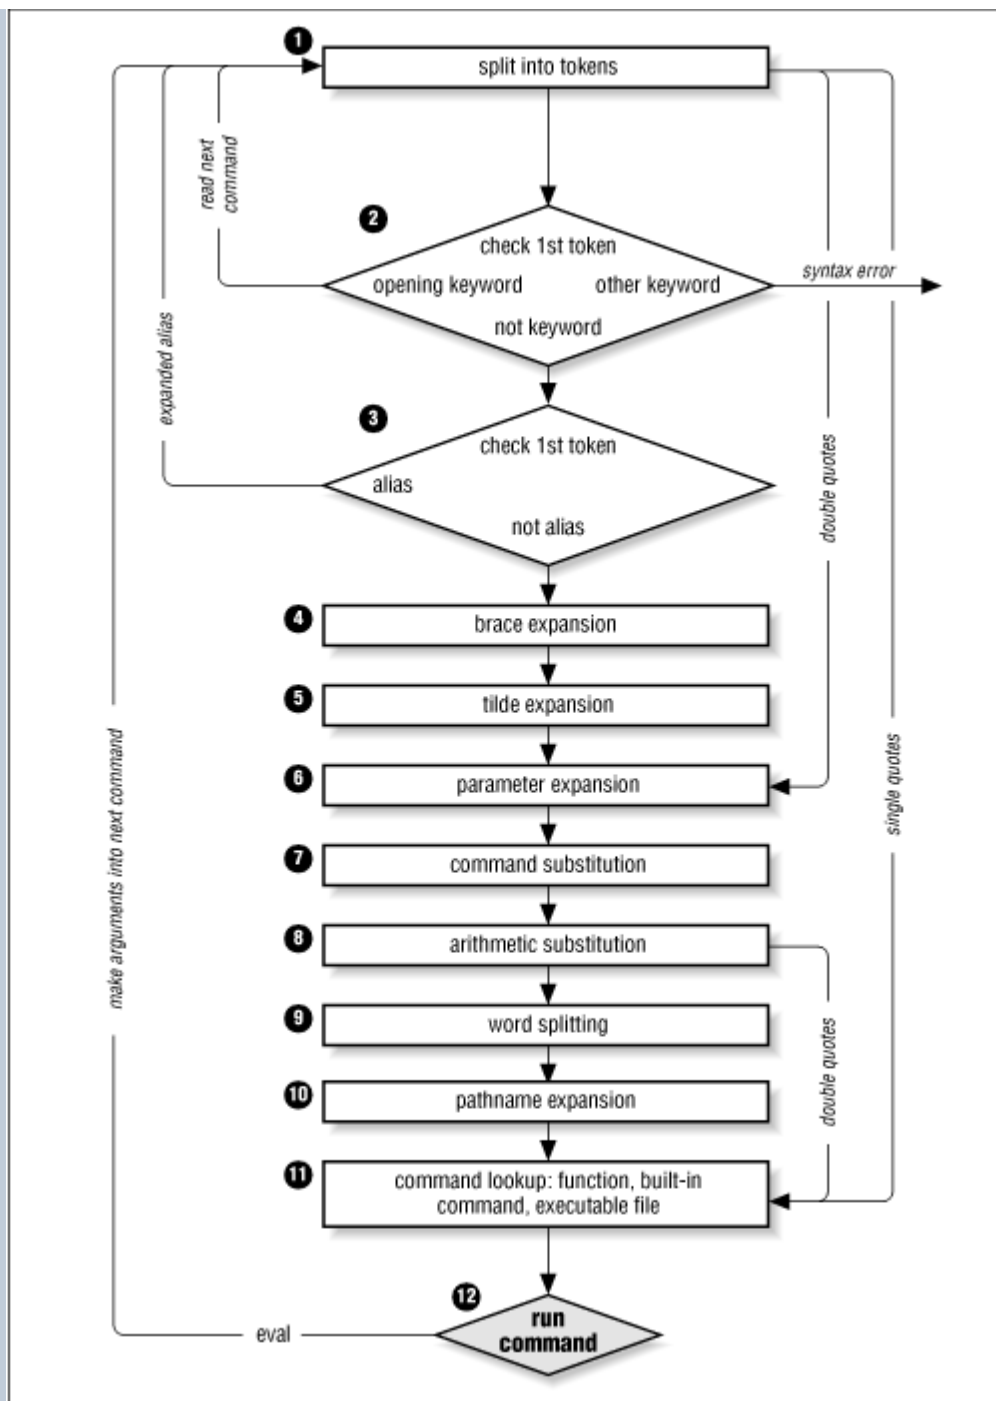 1
split into tokens
read next
command
2
check 1st token
opening keyword
other keyword
not keyword
syntax error
expanded alias
3
check 1st token
alias
not alias
double quotes
4
brace expansion
5
tilde expansion
6
parameter expansion
single quotes
make arguments into next command
7
command substitution
8
arithmetic substitution
9
word splitting
double quotes
10
pathname expansion
11
command lookup: function, built-in
command, executable file
12
run
command
eval